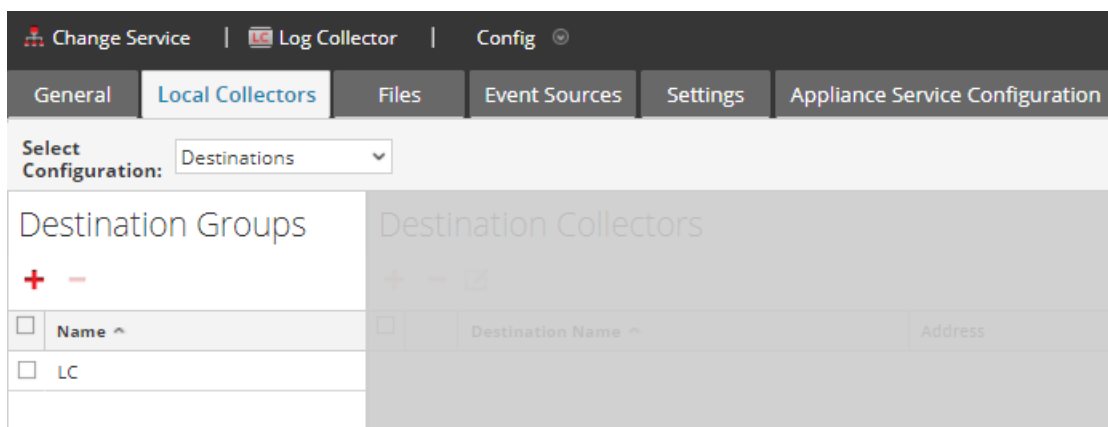 Change Service | LC Log Collector | Config
General Local Collectors Files Event Sources Settings Appliance Service Configuration
Select
Configuration: Destinations
Destination Groups Destination Collectors
Name Destination Name Address
LC